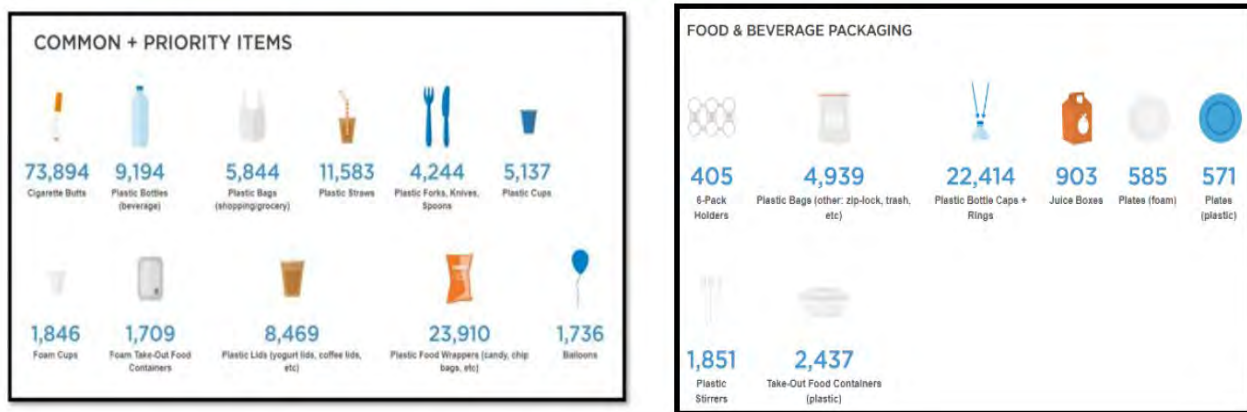 COMMON + PRIORITY ITEMS
73,894
Cigarette Butts
9,194
Plastic Bottles
(beverage)
5,844
Plastic Bags
(shopping/grocery)
11,583
Plastic Straws
4,244
Plastic Forks, Knives,
Spoons
5,137
Plastic Cups
1,846
Foam Cups
1,709
Foam Take-Out Food
Containers
8,469
Plastic Lids (yogurt lids, coffee lids,
etc)
23,910
Plastic Food Wrappers (candy, chip
bags, etc)
1,736
Balloons
FOOD & BEVERAGE PACKAGING
405
6-Pack
Holders
4,939
Plastic Bags (other: zip-lock, trash,
etc)
22,414
Plastic Bottle Caps +
Rings
903
Juice Boxes
585
Plates (foam)
571
Plates
(plastic)
1,851
Plastic
Stirrers
2,437
Take-Out Food Containers
(plastic)